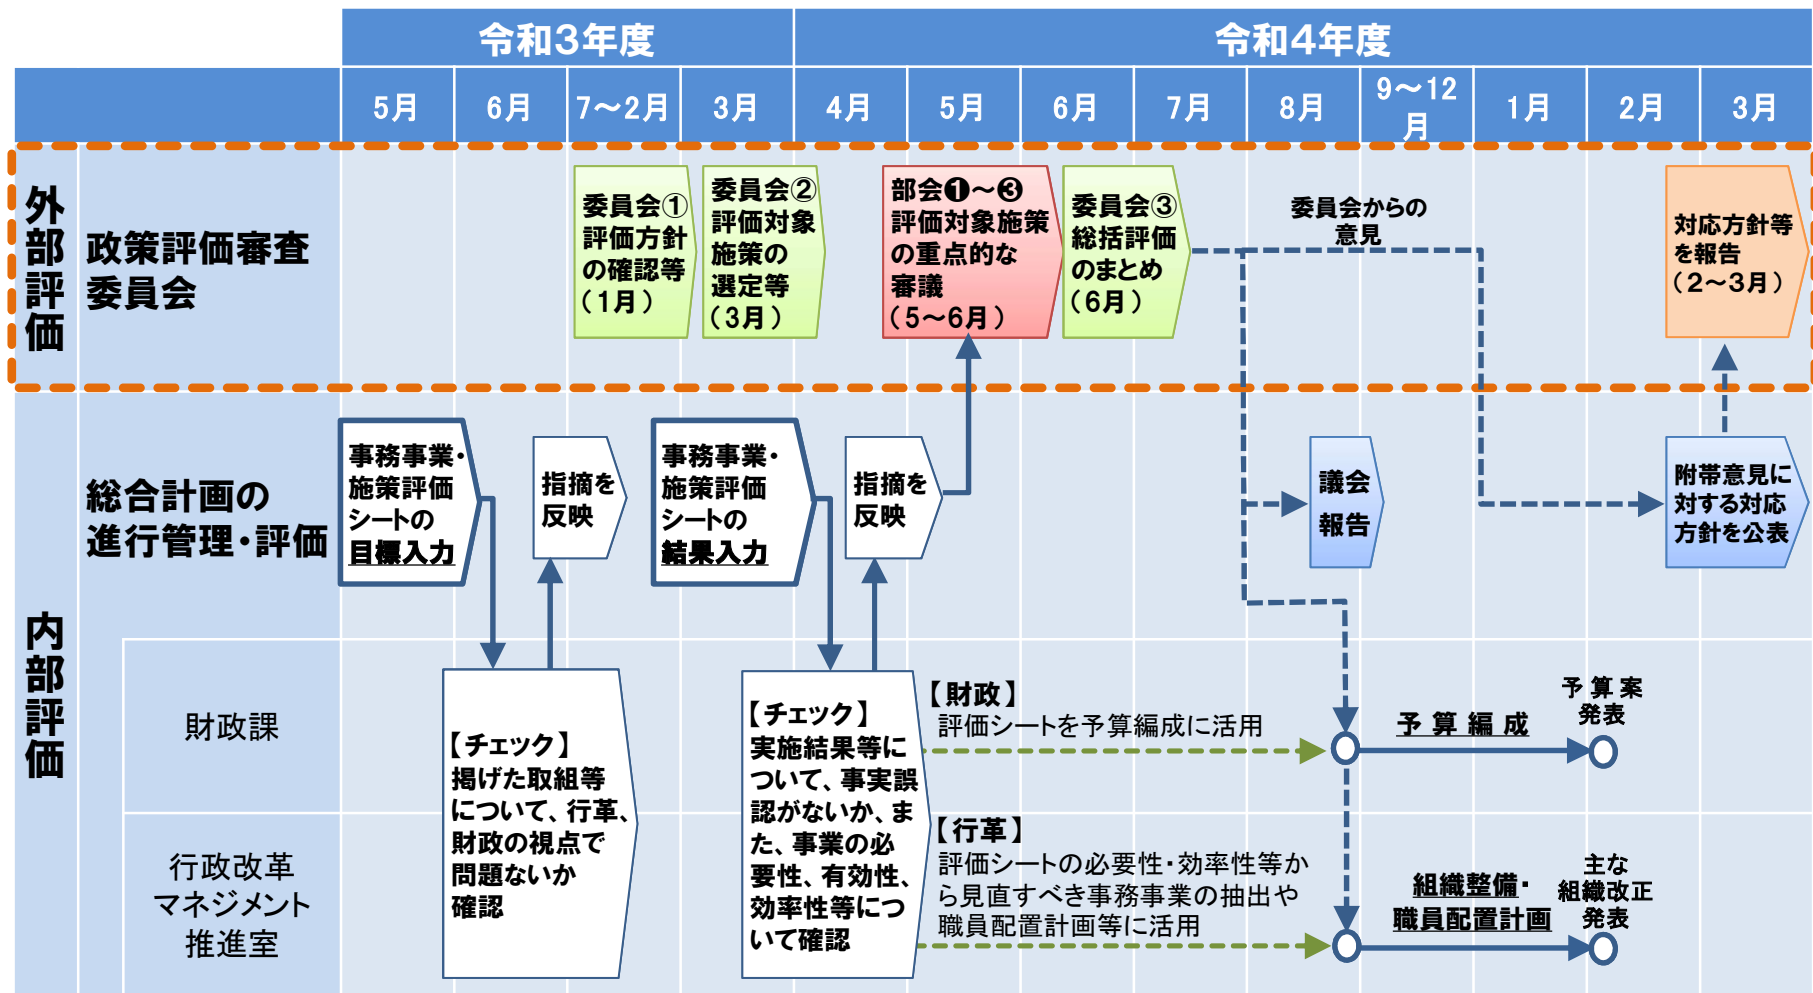 令和３年度
令和４年度
5月
6月
7～2月
3月
4月
5月
6月
7月
8月
9～12
月
1月
2月
3月
外部評価
政策評価審査
委員会
委員会①
評価方針
の確認等
（1月）
委員会②
評価対象
施策の
選定等
（3月）
部会❶～❸
評価対象施策
の重点的な
審議
（5～6月）
委員会③
総括評価
のまとめ
（6月）
委員会からの
意見
対応方針等
を報告
（２～3月）
内部評価
総合計画の
進行管理・評価
事務事業・
施策評価
シートの
目標入力
指摘を
反映
事務事業・
施策評価
シートの
結果入力
指摘を
反映
議会
報告
附帯意見に
対する対応
方針を公表
財政課
行政改革
マネジメント
推進室
【チェック】
掲げた取組等
について、行革、
財政の視点で
問題ないか
確認
【チェック】
実施結果等に
ついて、事実誤
認がないか、ま
た、事業の必
要性、有効性、
効率性等につ
いて確認
【財政】
評価シートを予算編成に活用
予 算 編 成
予 算 案
発表
【行革】
評価シートの必要性・効率性等か
ら見直すべき事務事業の抽出や
職員配置計画等に活用
組織整備・
職員配置計画
主な
組織改正
発表